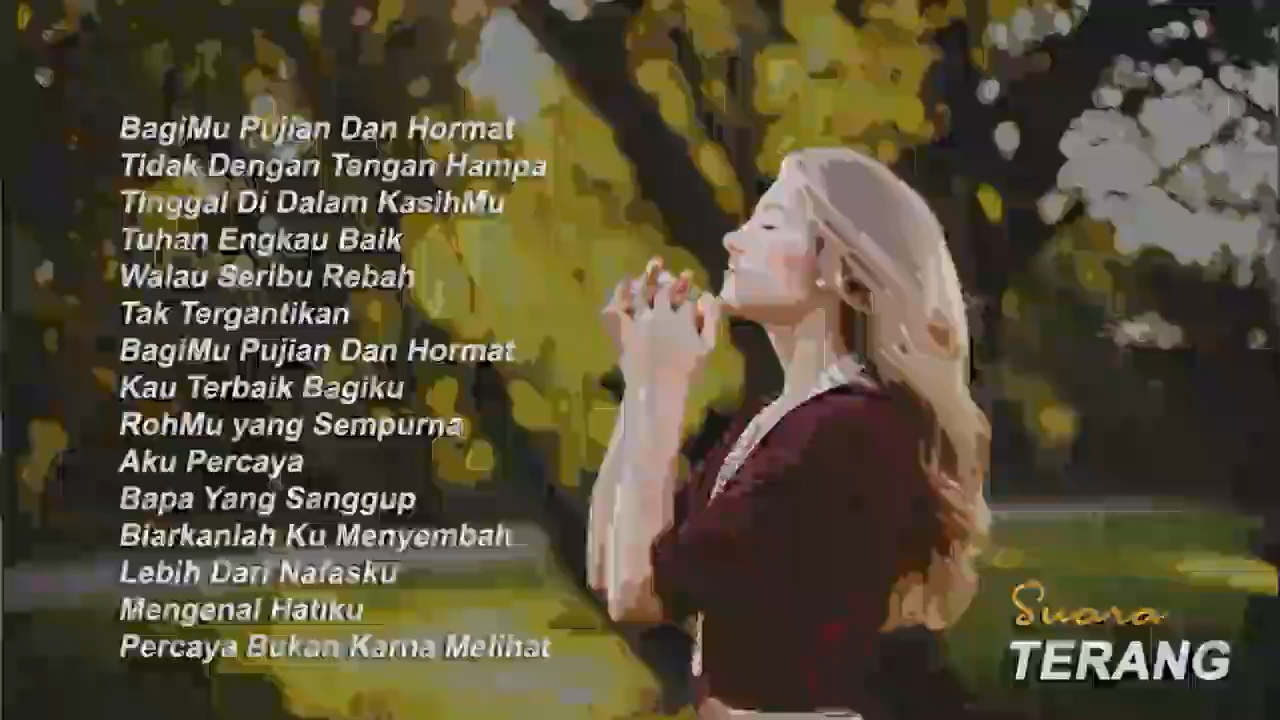 BagiMu Pujian Dan Hormat
Tidak Dengan Tangan Hampa
Tinggal Di Dalam KasihMu
Tuhan Engkau Baik
Walau Seribu Rebah
Tak Tergantikan
BagiMu Pujian Dan Hormat
Kau Terbaik Bagiku
RohMu yang Sempurna
Aku Percaya
Bapa Yang Sanggup
Biarkanlah Ku Menyembah
Lebih Dari Nafasku
Mengenal Hatiku
Percaya Bukan Karna Melihat
Suara
TERANG